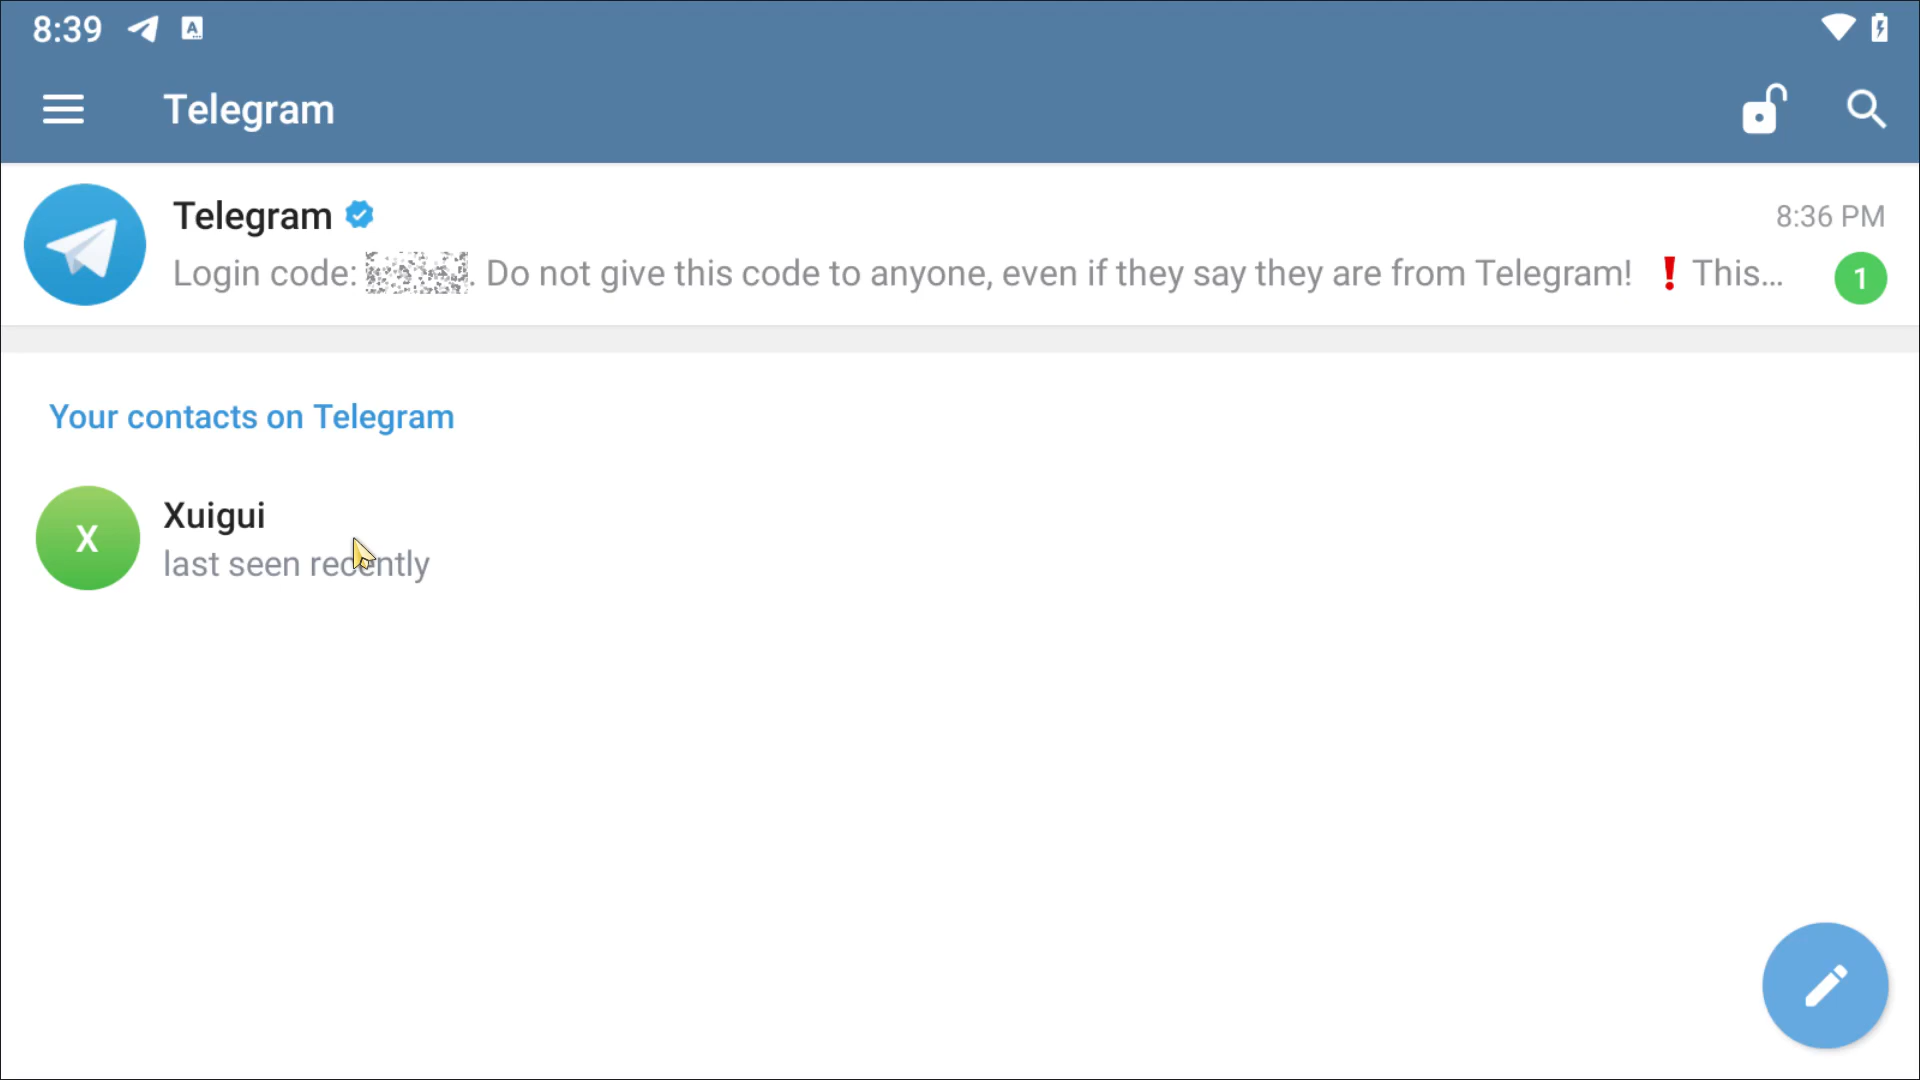 8:39
A
Telegram
Telegram
8:36 PM
Login code: . Do not give this code to anyone, even if they say they are from Telegram! ❗ This...
1
Your contacts on Telegram
X
Xuigui
last seen recently